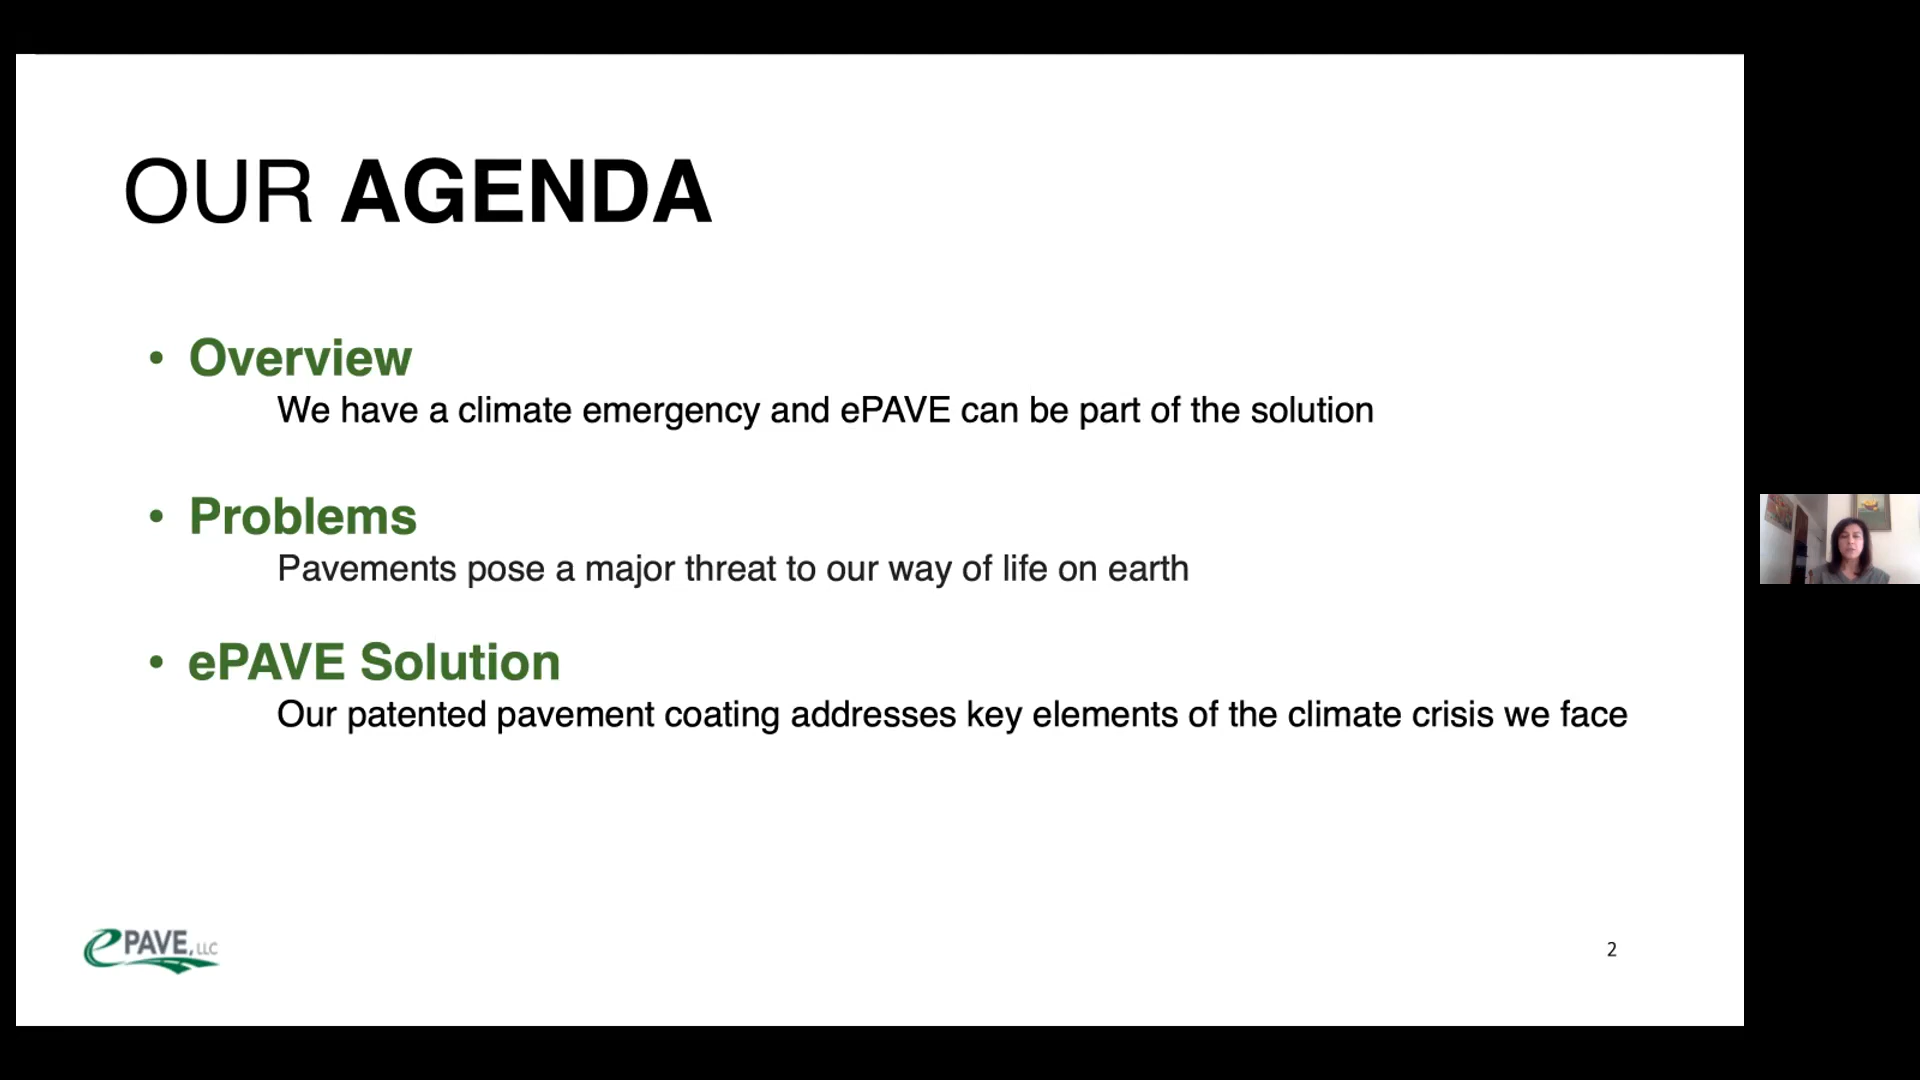 OUR AGENDA
• Overview
We have a climate emergency and ePAVE can be part of the solution
• Problems
Pavements pose a major threat to our way of life on earth
• ePAVE Solution
Our patented pavement coating addresses key elements of the climate crisis we face
ePAVE, LLC
2